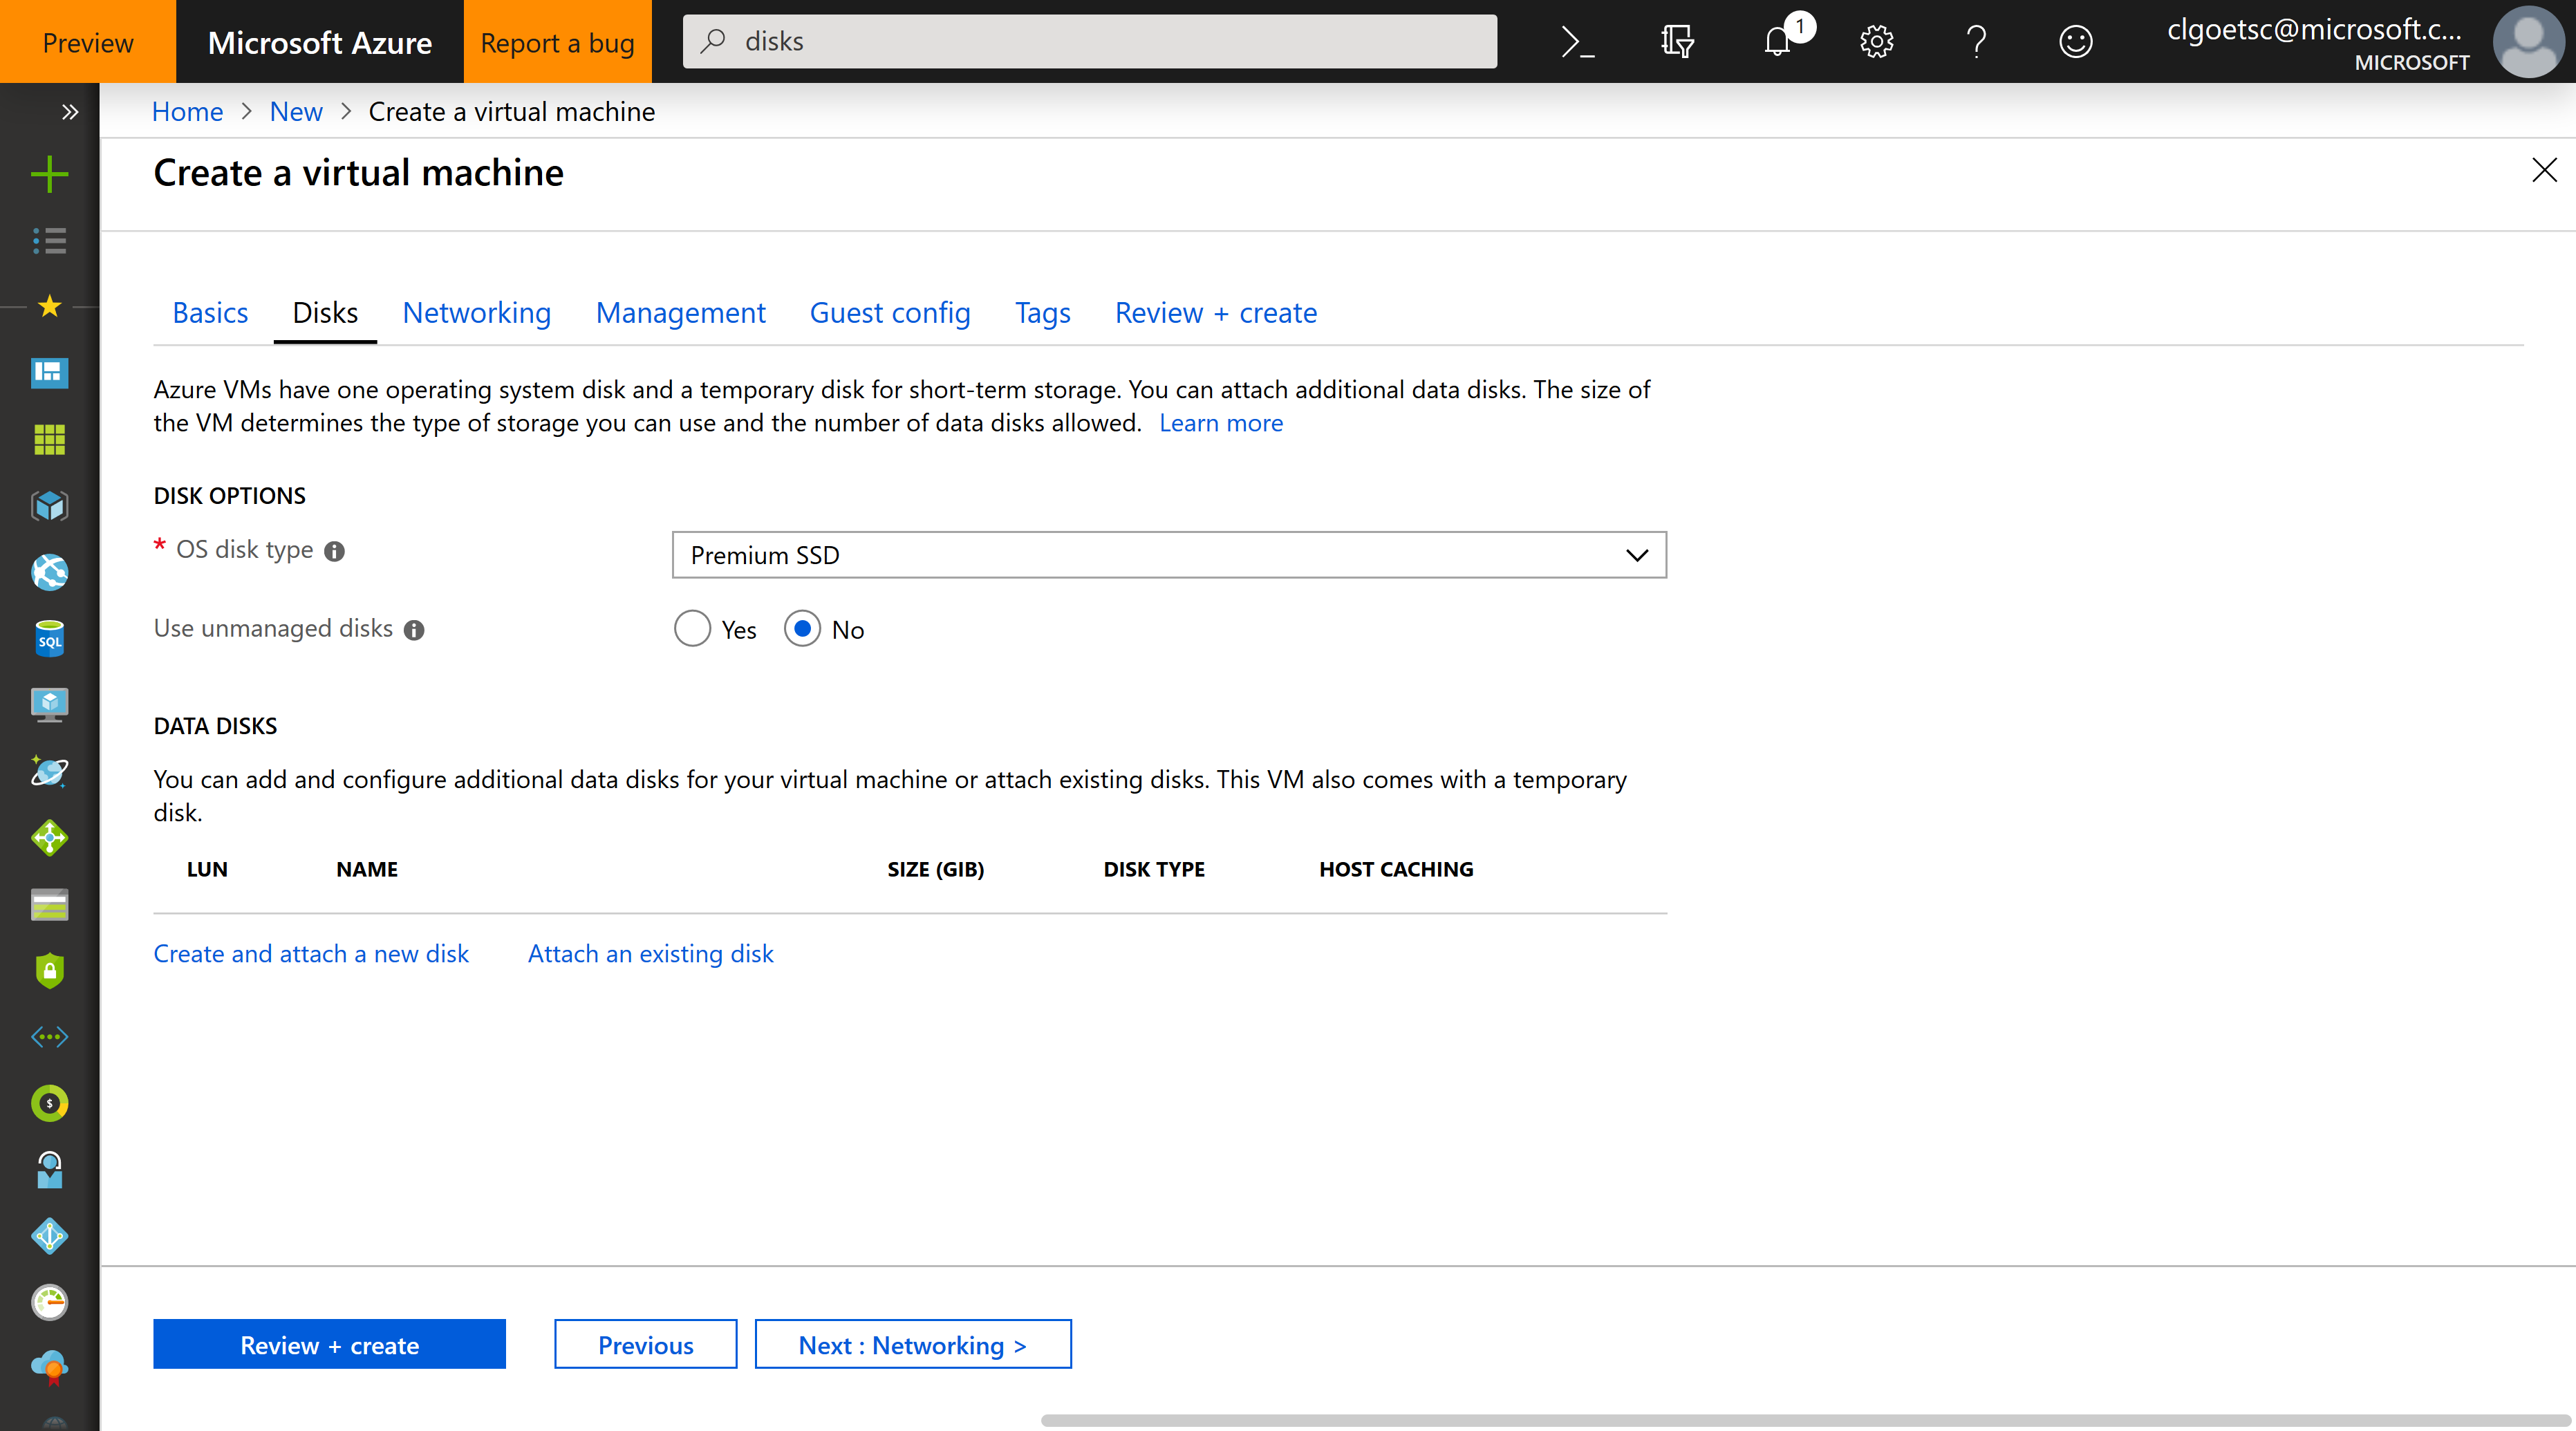 Preview
Microsoft Azure
Report a bug
disks
1
clgoetsc@microsoft.c...
MICROSOFT
Home > New > Create a virtual machine
Create a virtual machine
Basics Disks Networking Management Guest config Tags Review + create
Azure VMs have one operating system disk and a temporary disk for short-term storage. You can attach additional data disks. The size of
the VM determines the type of storage you can use and the number of data disks allowed. Learn more
DISK OPTIONS
* OS disk type
Premium SSD
Use unmanaged disks
Yes No
SQL
DATA DISKS
You can add and configure additional data disks for your virtual machine or attach existing disks. This VM also comes with a temporary
disk.
LUN NAME SIZE (GIB) DISK TYPE HOST CACHING
Create and attach a new disk Attach an existing disk
$
Review + create
Previous
Next : Networking >